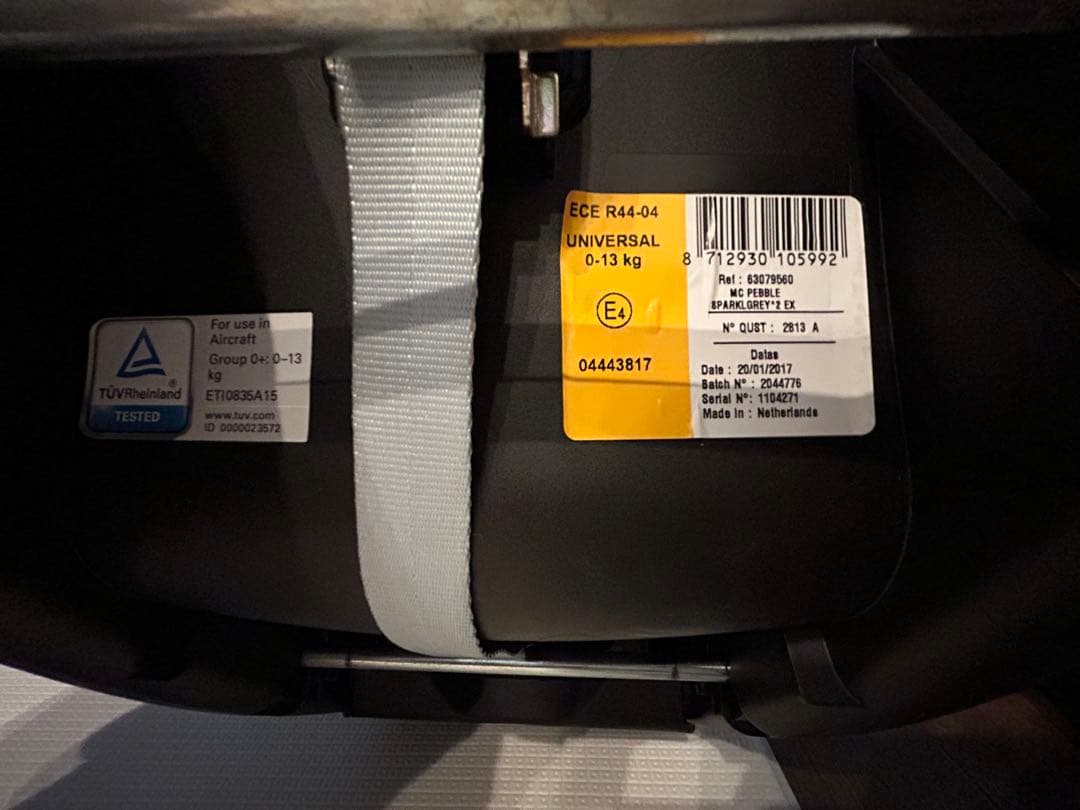 ECE R44-04
UNIVERSAL
0-13 kg
E4
04443817
8 712930 105992
Ref : 63079560
MC PEBBLE
SPARKLGREY*2 EX
N° QUST : 2813 A
Datas
Date : 20/01/2017
Batch N° : 2044776
Serial N° : 1104271
Made in : Netherlands
TÜVRheinland®
TESTED
For use in
Aircraft
Group 0+: 0–13
kg
ETI0835A15
www.tuv.com
ID 0000023572